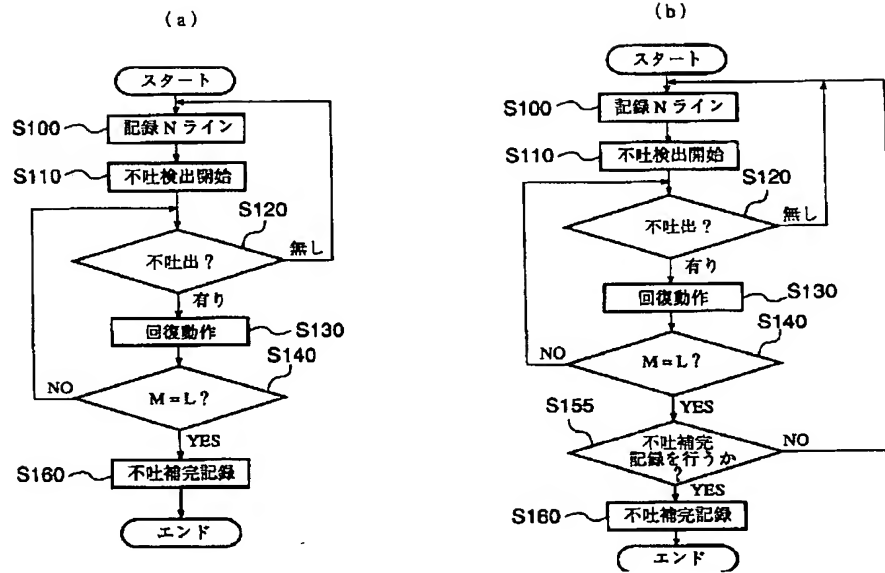 (a)
スタート
S100
記録Nライン
S110
不吐検出開始
S120
不吐出?
無し
有り
回復動作
S130
S140
NO
M=L?
YES
S160
不吐補完記録
エンド
(b)
スタート
S100
記録Nライン
S110
不吐検出開始
S120
不吐出?
無し
有り
回復動作
S130
S140
NO
M=L?
YES
S155
不吐補完
記録を行うか
?
NO
YES
S160
不吐補完記録
エンド